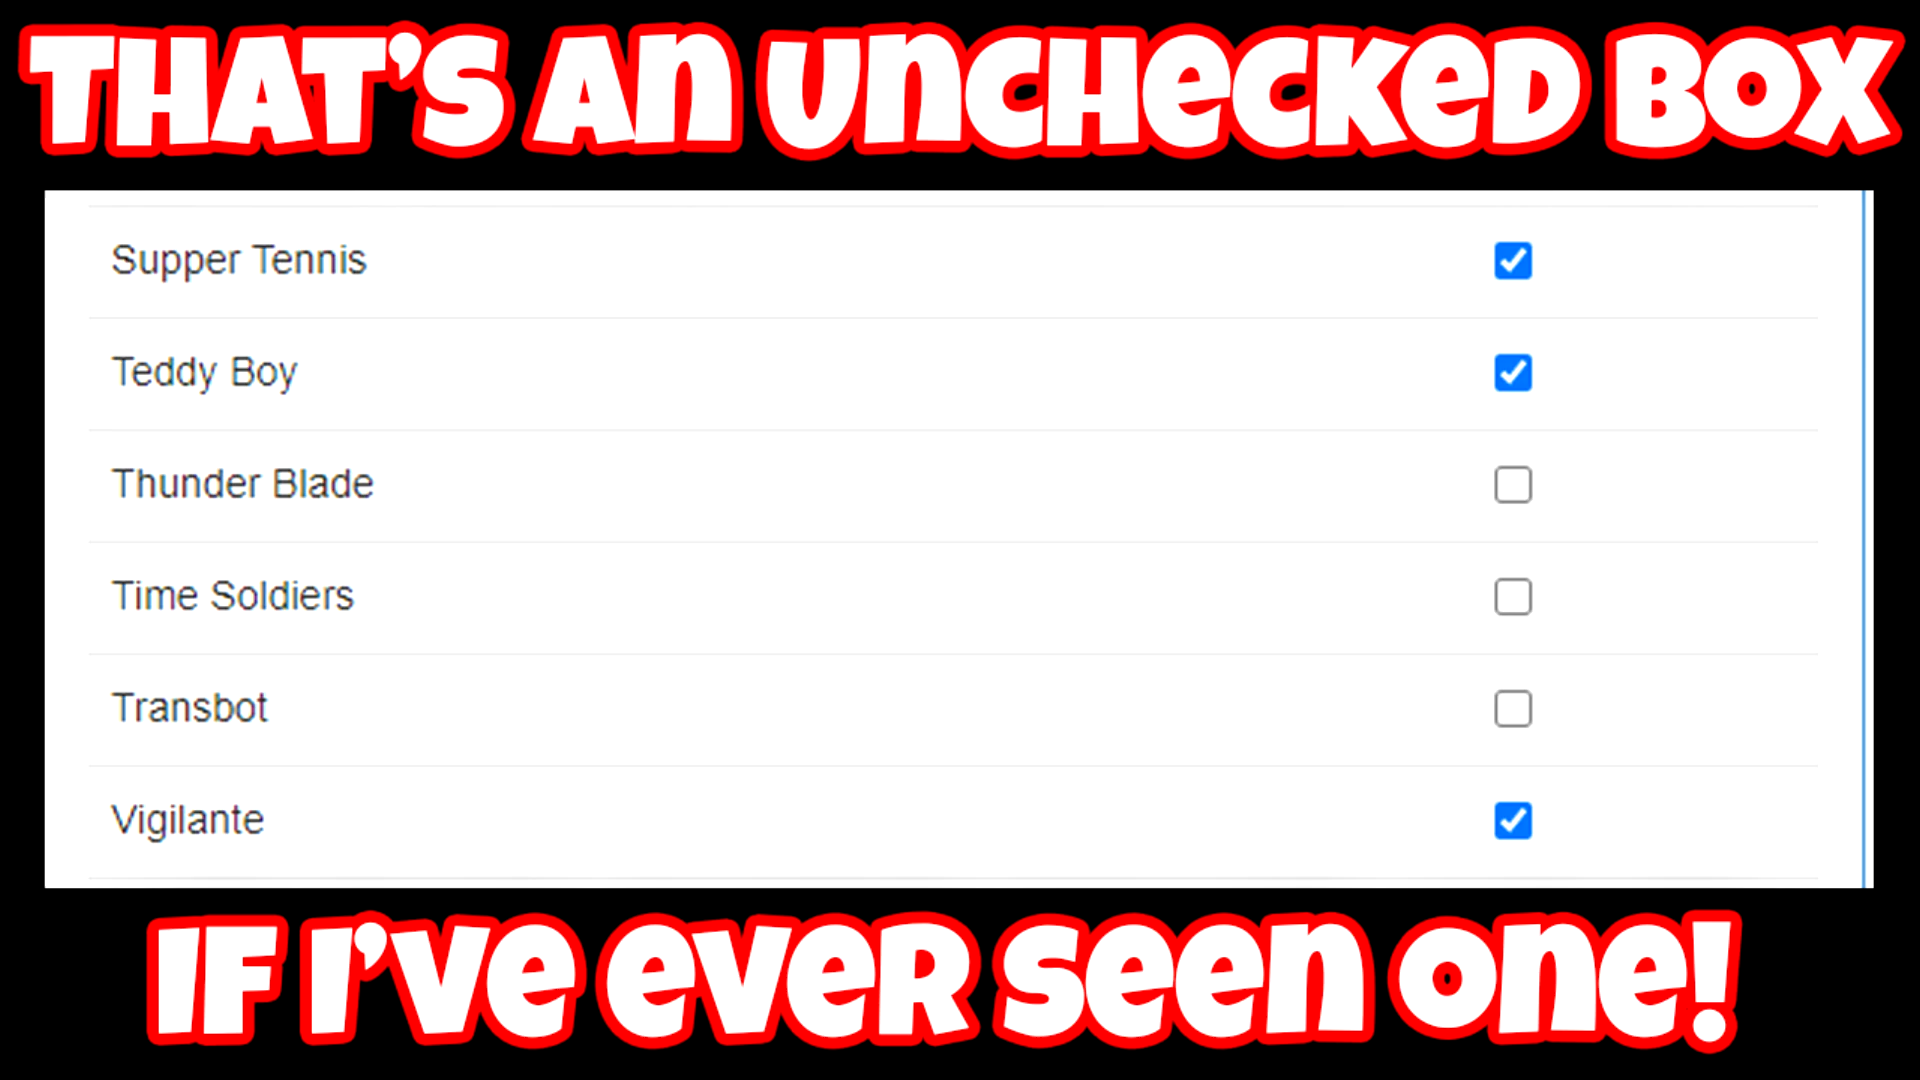 THAT'S AN UNCHECKED BOX
Supper Tennis
Teddy Boy
Thunder Blade
Time Soldiers
Transbot
Vigilante
IF I'VE EVER SEEN ONE!